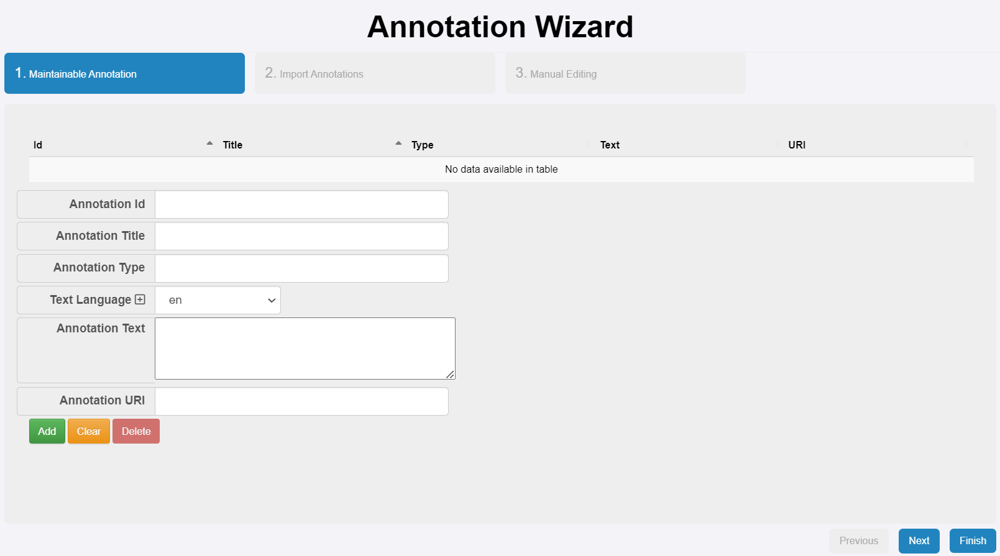 Annotation Wizard
1. Maintainable Annotation 2. Import Annotations 3. Manual Editing
Id Title Type Text URI
No data available in table
Annotation Id
Annotation Title
Annotation Type
Text Language en
Annotation Text
Annotation URI
Add Clear Delete
Previous Next Finish